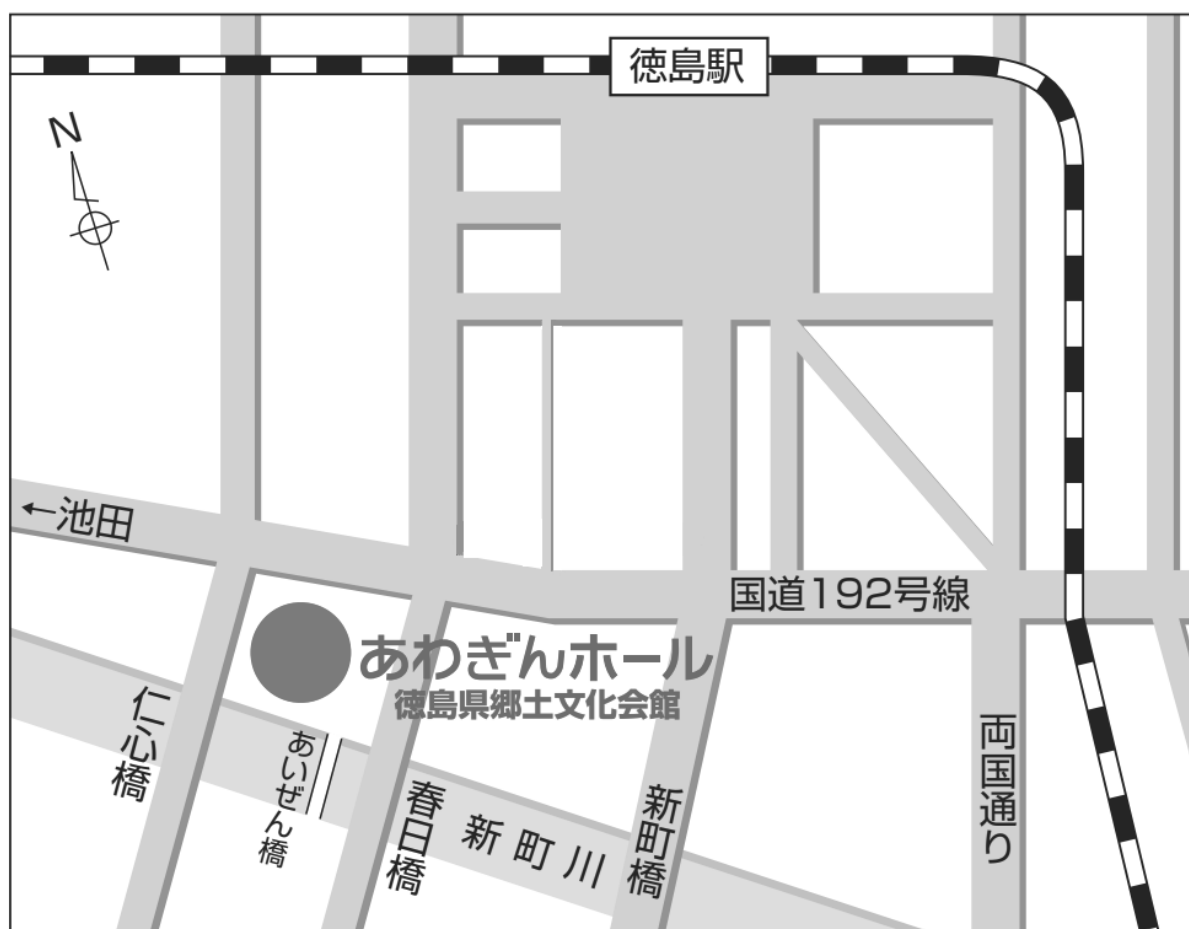 徳島駅
N
←池田
国道192号線
あわぎんホール
徳島県郷土文化会館
仁心橋
あいぜん橋
春日橋
新町川
新町橋
両国通り